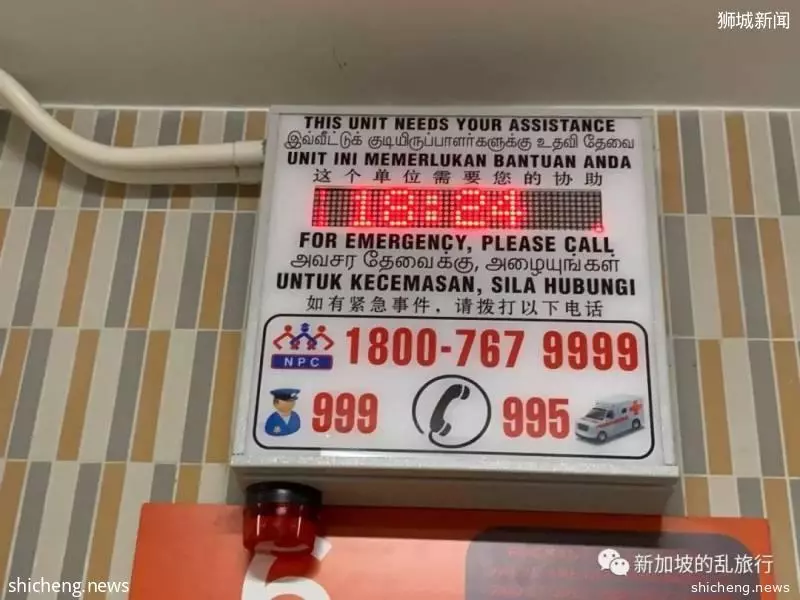 狮城新闻
THIS UNIT NEEDS YOUR ASSISTANCE
இவ்வீட்டுக் குடியிருப்பாளர்களுக்கு உதவி தேவை
UNIT INI MEMERLUKAN BANTUAN ANDA
这个单位需要您的协助
18:24
FOR EMERGENCY, PLEASE CALL
அவசர தேவைக்கு, அழையுங்கள்
UNTUK KECEMASAN, SILA HUBUNGI
如有紧急事件，请拨打以下电话
NPC 1800-767 9999
999 995
新加坡的乱旅行
shicheng.news
shicheng.news